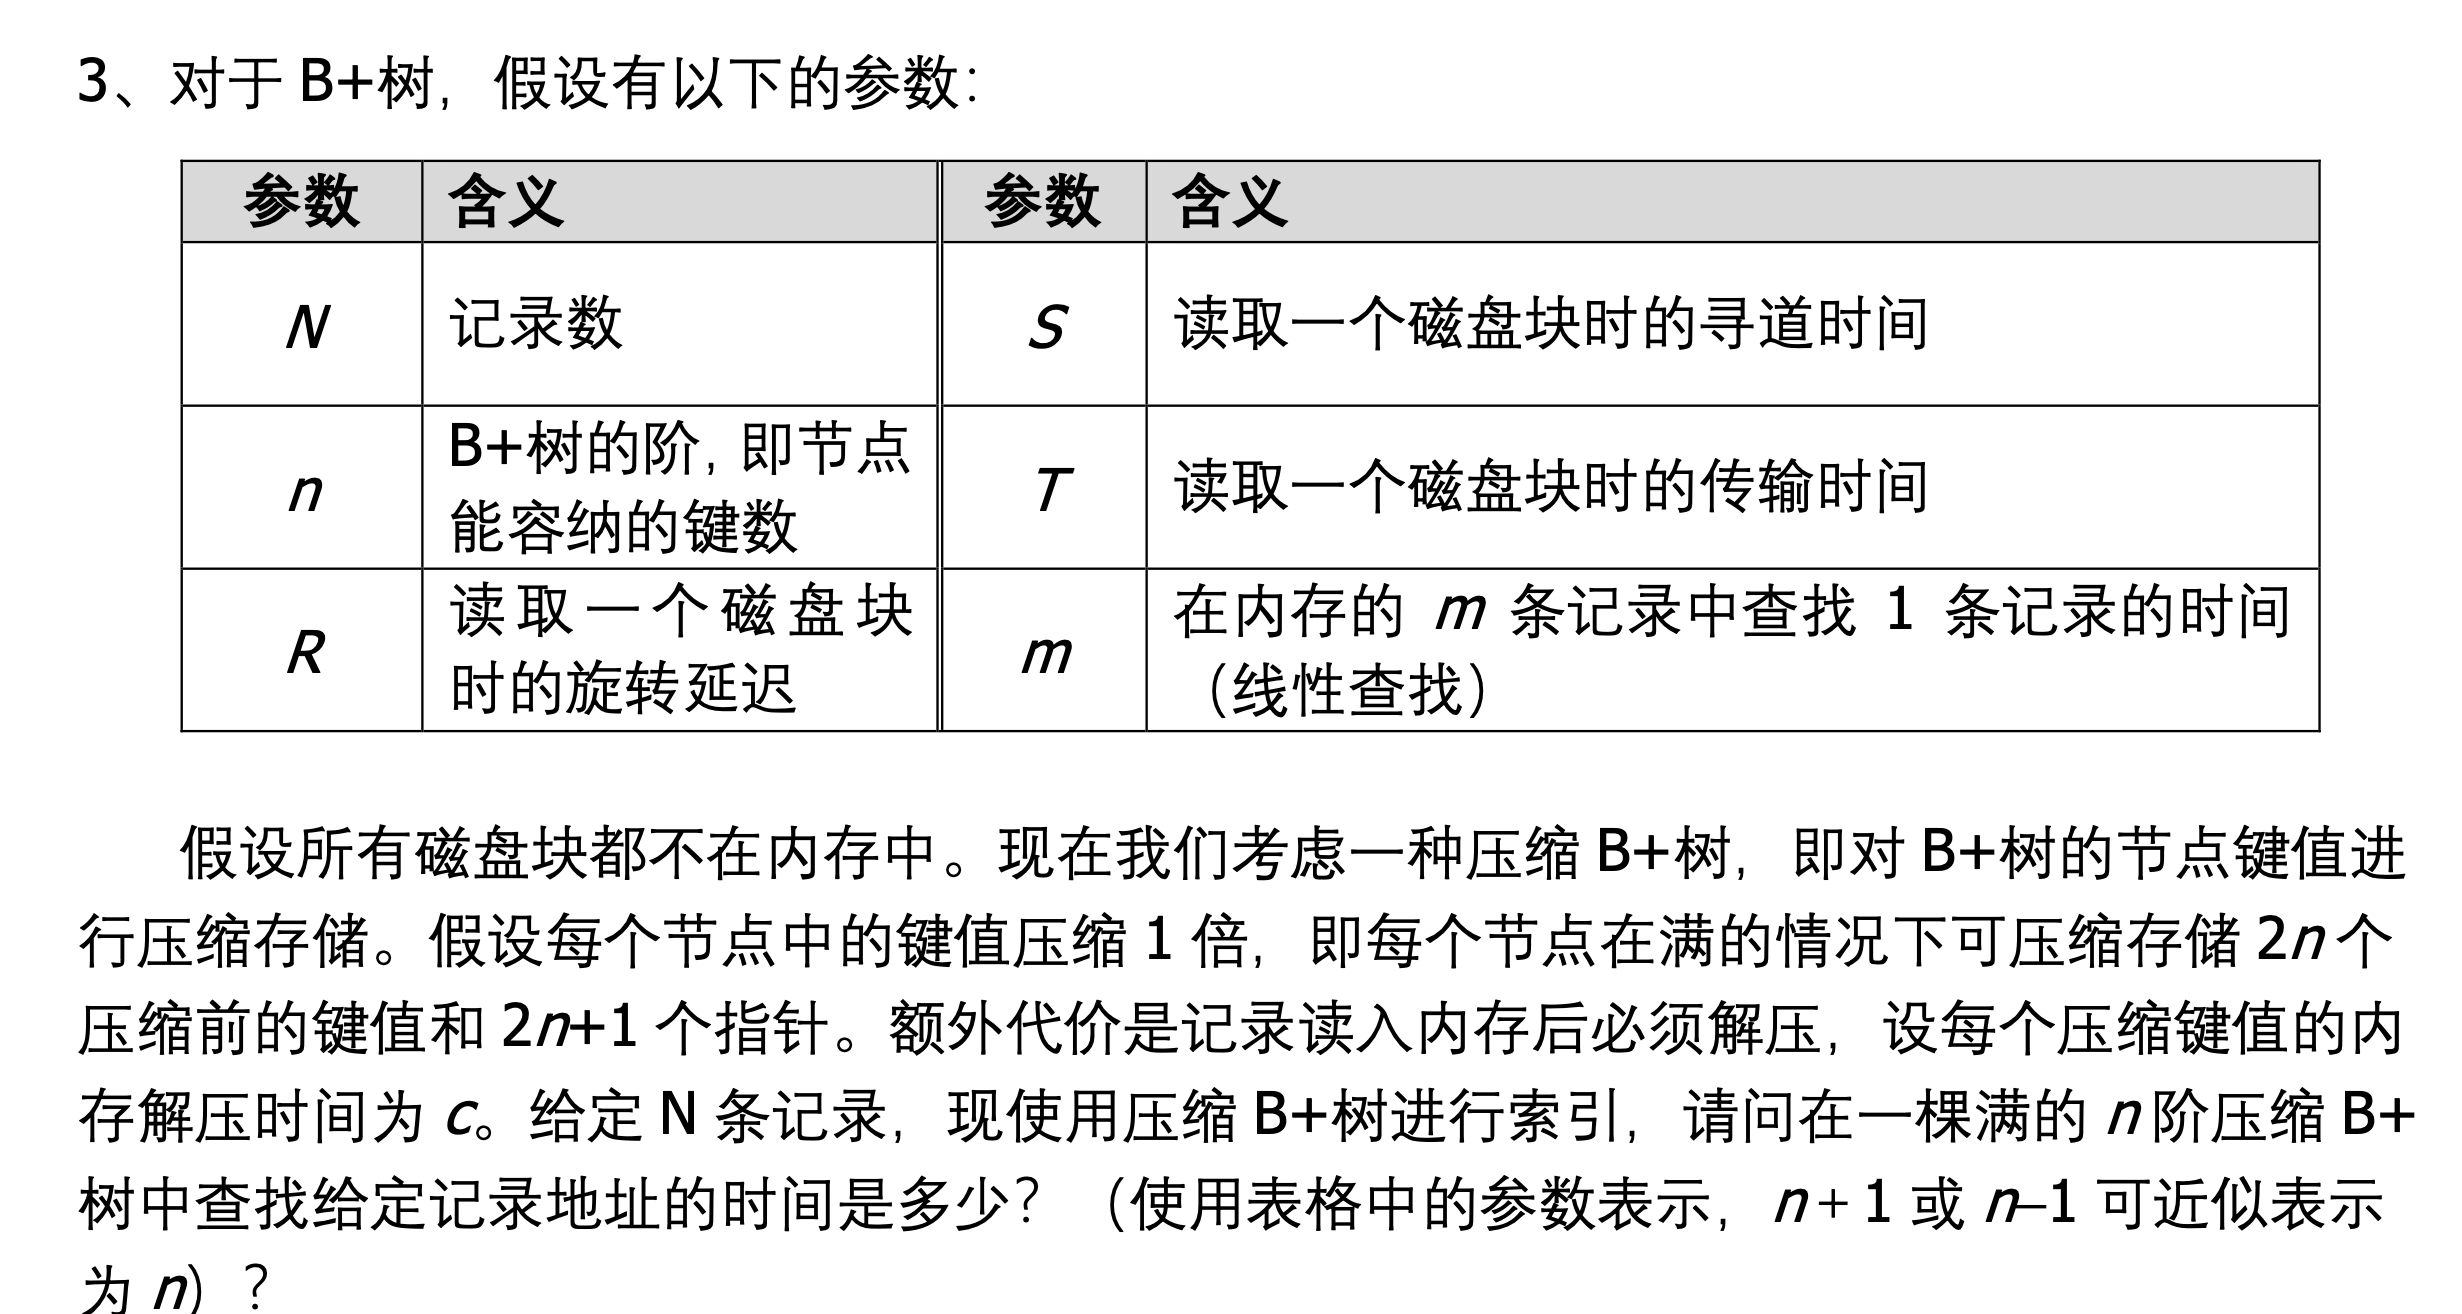 3、对于 B+树，假设有以下的参数：
参数 含义 参数 含义
N 记录数 S 读取一个磁盘块时的寻道时间
n B+树的阶，即节点
能容纳的键数
T 读取一个磁盘块时的传输时间
R 读取一个磁盘块
时的旋转延迟
m 在内存的 m 条记录中查找 1 条记录的时间
（线性查找）
假设所有磁盘块都不在内存中。现在我们考虑一种压缩 B+树，即对 B+树的节点键值进
行压缩存储。假设每个节点中的键值压缩 1 倍，即每个节点在满的情况下可压缩存储 2n 个
压缩前的键值和 2n+1 个指针。额外代价是记录读入内存后必须解压，设每个压缩键值的内
存解压时间为 c。给定 N 条记录，现使用压缩 B+树进行索引，请问在一棵满的 n 阶压缩 B+
树中查找给定记录地址的时间是多少？（使用表格中的参数表示，n + 1 或 n–1 可近似表示
为 n）？